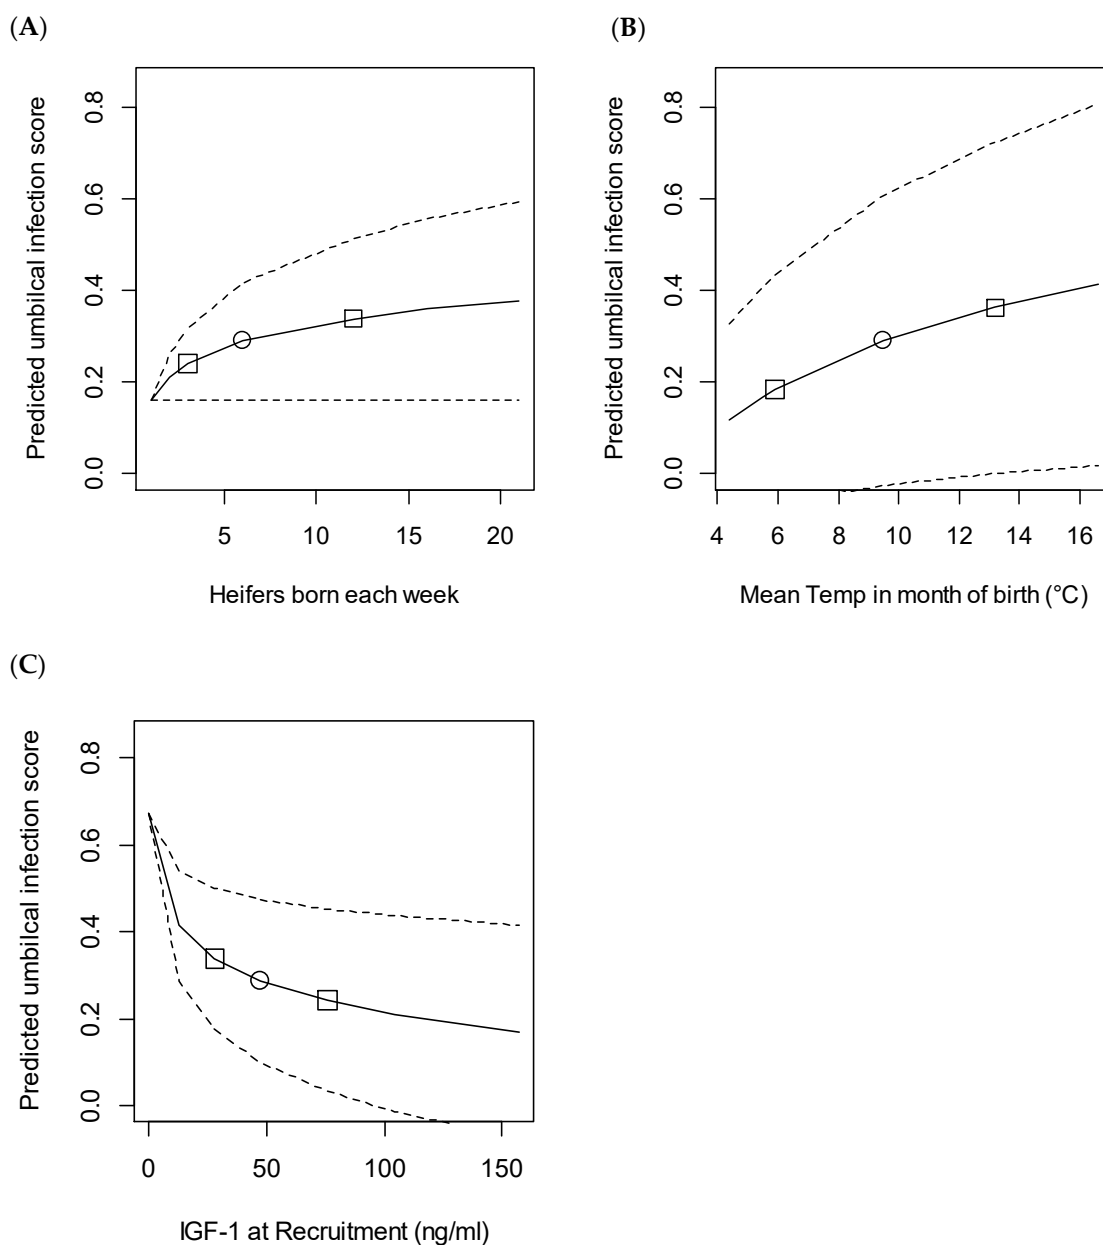 (A)
Predicted umbilcal infection score
0.0 0.2 0.4 0.6 0.8
5 10 15 20
Heifers born each week
(B)
Predicted umbilcal infection score
0.0 0.2 0.4 0.6 0.8
4 6 8 10 12 14 16
Mean Temp in month of birth (°C)
(C)
Predicted umbilcal infection score
0.0 0.2 0.4 0.6 0.8
0 50 100 150
IGF-1 at Recruitment (ng/ml)